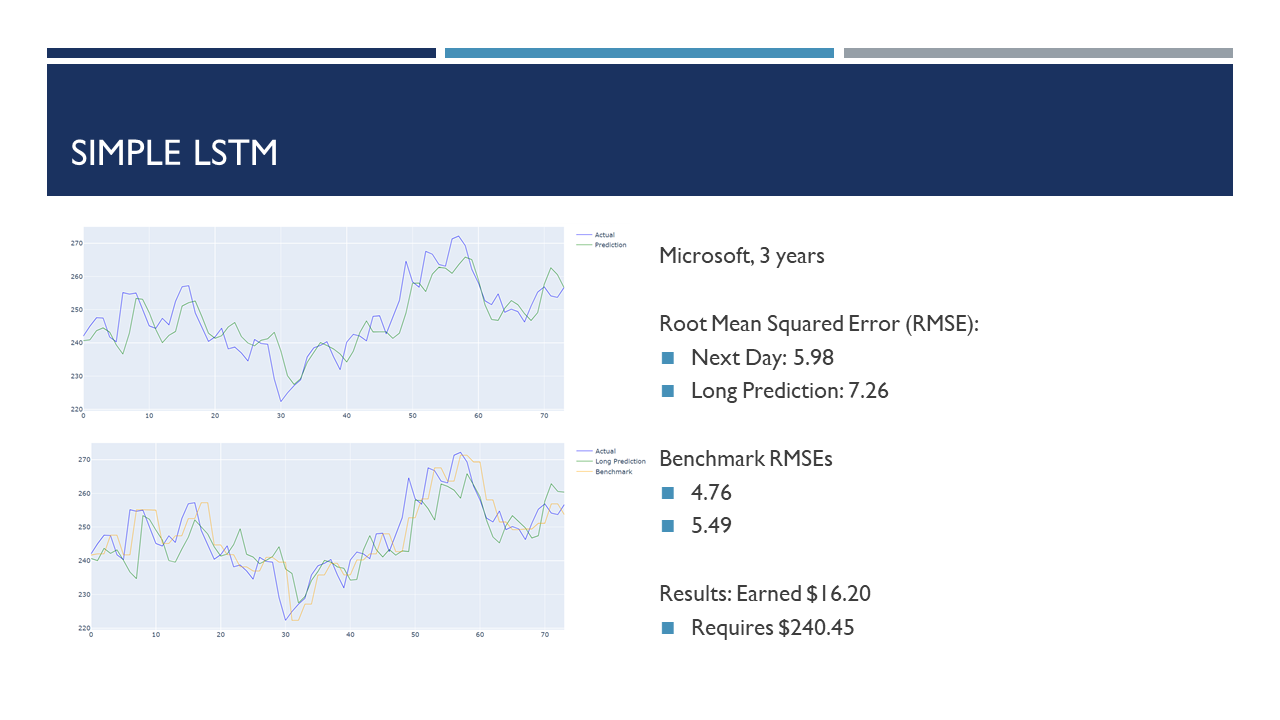 SIMPLE LSTM
270
260
250
240
230
220
0 10 20 30 40 50 60 70
Actual
Prediction
270
260
250
240
230
220
0 10 20 30 40 50 60 70
Actual
Long Prediction
Benchmark
Microsoft, 3 years
Root Mean Squared Error (RMSE):
Next Day: 5.98
Long Prediction: 7.26
Benchmark RMSEs
4.76
5.49
Results: Earned $16.20
Requires $240.45